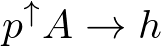 p↑A → h